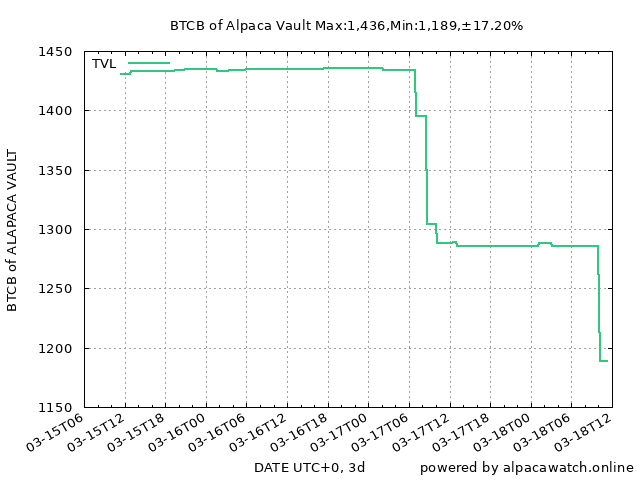 BTCB of Alpaca Vault Max:1,436,Min:1,189,±17.20%
TVL
BTCB of ALAPACA VAULT
1450
1400
1350
1300
1250
1200
1150
03-15T06
03-15T12
03-15T18
03-16T00
03-16T06
03-16T12
03-16T18
03-17T00
03-17T06
03-17T12
03-17T18
03-18T00
03-18T06
03-18T12
DATE UTC+0, 3d
powered by alpacawatch.online